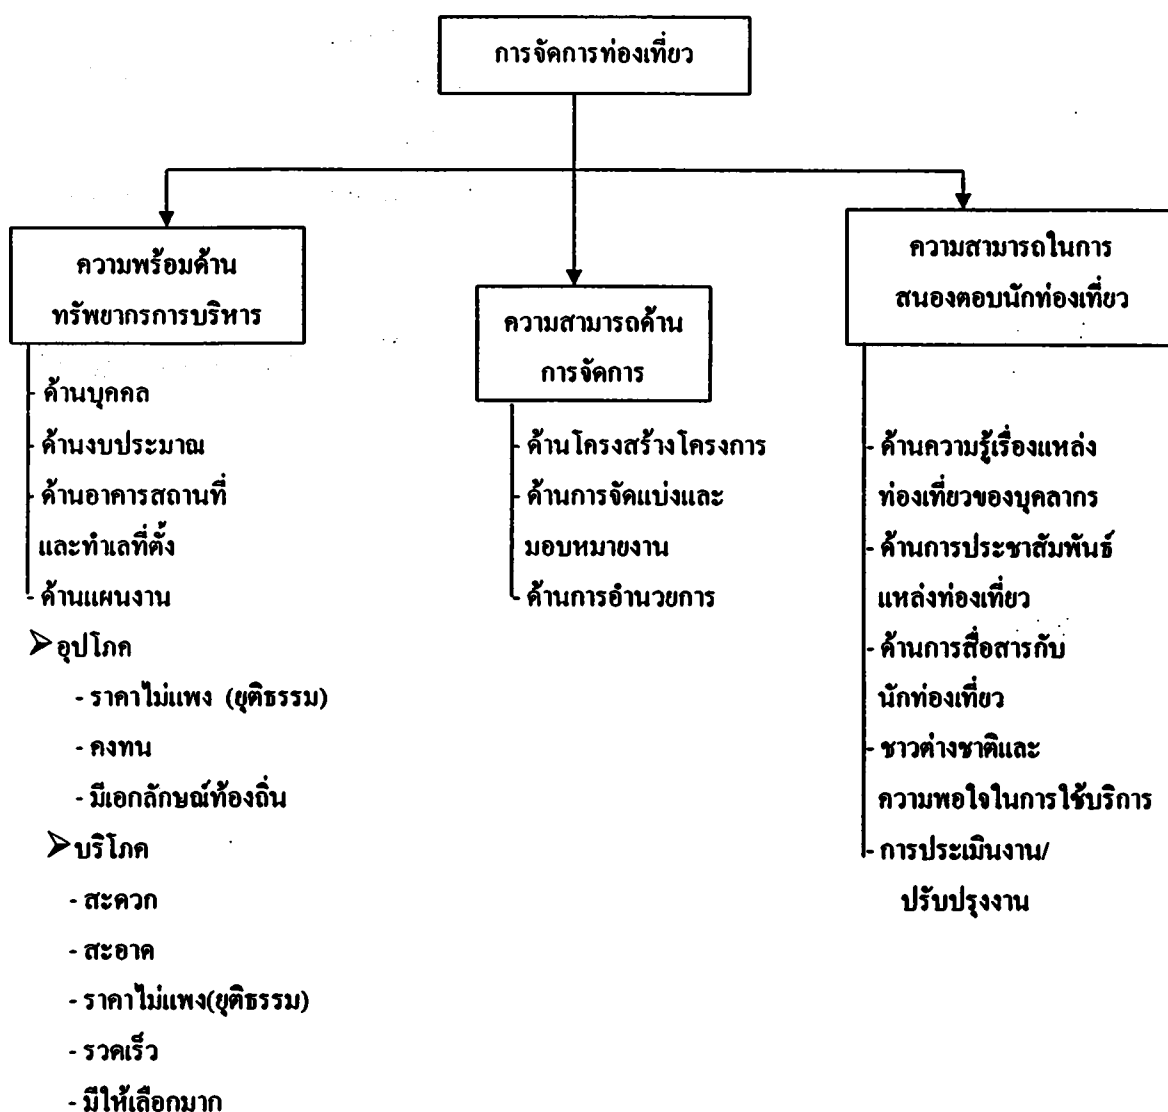 การจัดการท่องเที่ยว
ความพร้อมด้าน
ทรัพยากรการบริหาร
- ด้านบุคคล
- ด้านงบประมาณ
- ด้านอาคารสถานที่
และทำเลที่ตั้ง
- ด้านแผนงาน
➢อุปโภค
- ราคาไม่แพง (ยุติธรรม)
- คงทน
- มีเอกลักษณ์ท้องถิ่น
➢บริโภค
- สะดวก
- สะอาด
- ราคาไม่แพง(ยุติธรรม)
- รวดเร็ว
- มีให้เลือกมาก
ความสามารถด้าน
การจัดการ
- ด้านโครงสร้างโครงการ
- ด้านการจัดแบ่งและ
มอบหมายงาน
- ด้านการอำนวยการ
ความสามารถในการ
สนองตอบนักท่องเที่ยว
- ด้านความรู้เรื่องแหล่ง
ท่องเที่ยวของบุคลากร
- ด้านการประชาสัมพันธ์
แหล่งท่องเที่ยว
- ด้านการสื่อสารกับ
นักท่องเที่ยว
- ชาวต่างชาติและ
ความพอใจในการใช้บริการ
- การประเมินงาน/
ปรับปรุงงาน